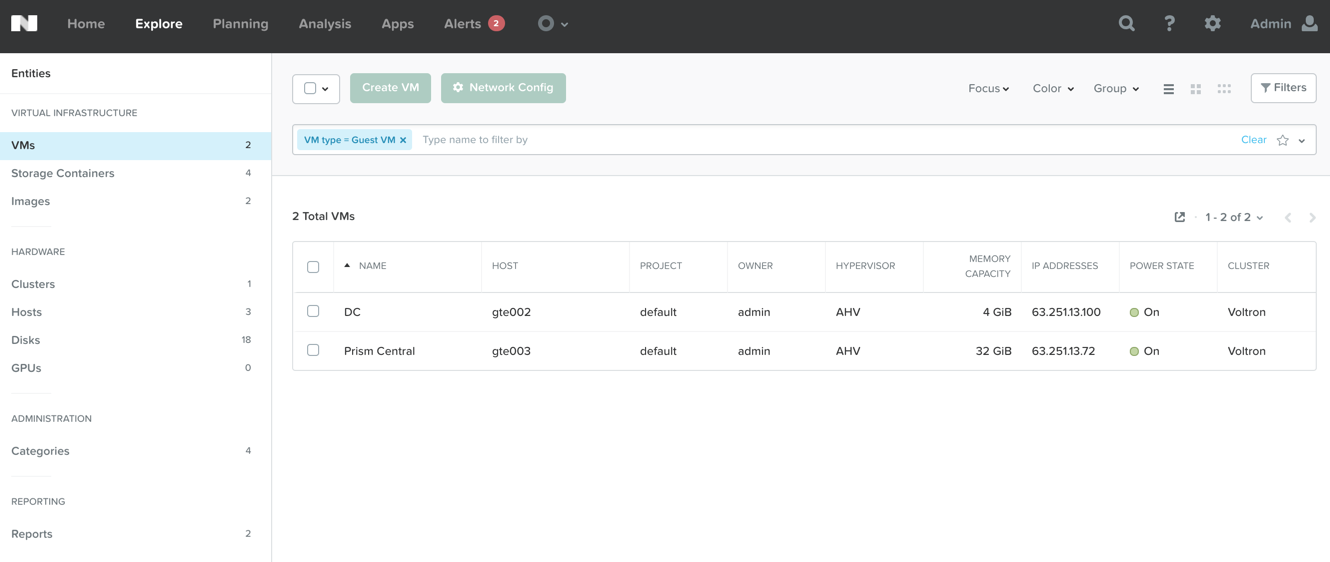 Home Explore Planning Analysis Apps Alerts 2 Admin
Entities
VIRTUAL INFRASTRUCTURE
VMs 2
Storage Containers 4
Images 2
HARDWARE
Clusters 1
Hosts 3
Disks 18
GPUs 0
ADMINISTRATION
Categories 4
REPORTING
Reports 2
Create VM Network Config Focus Color Group Filters
VM type = Guest VM × Type name to filter by Clear
2 Total VMs 1 - 2 of 2
NAME HOST PROJECT OWNER HYPERVISOR MEMORY CAPACITY IP ADDRESSES POWER STATE CLUSTER
DC gte002 default admin AHV 4 GiB 63.251.13.100 On Voltron
Prism Central gte003 default admin AHV 32 GiB 63.251.13.72 On Voltron